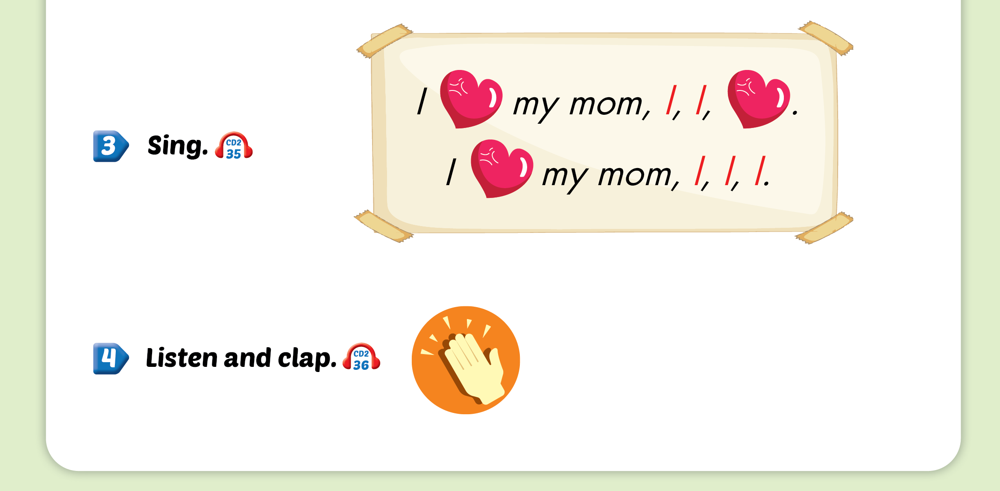 I my mom, l, l, .
I my mom, l, l, l.
3 Sing. CD2 35
4 Listen and clap. CD2 36